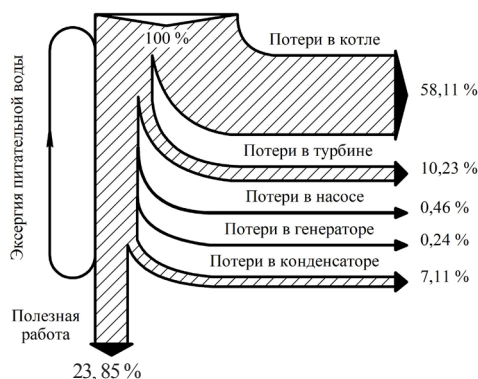 100 %
Потери в котле
58,11 %
Эксергия питательной воды
Потери в турбине
10,23 %
Потери в насосе
0,46 %
Потери в генераторе
0,24 %
Потери в конденсаторе
7,11 %
Полезная
работа
23, 85 %